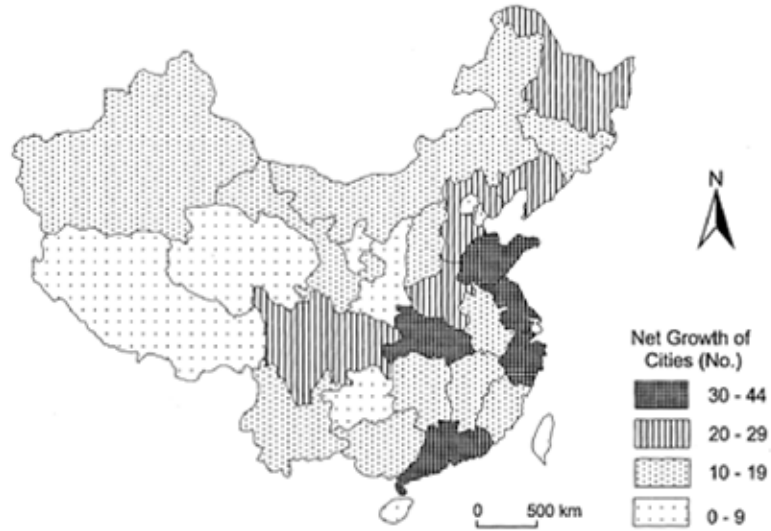 N
Net Growth of
Cities (No.)
30 - 44
20 - 29
10 - 19
0 - 9
0 500 km